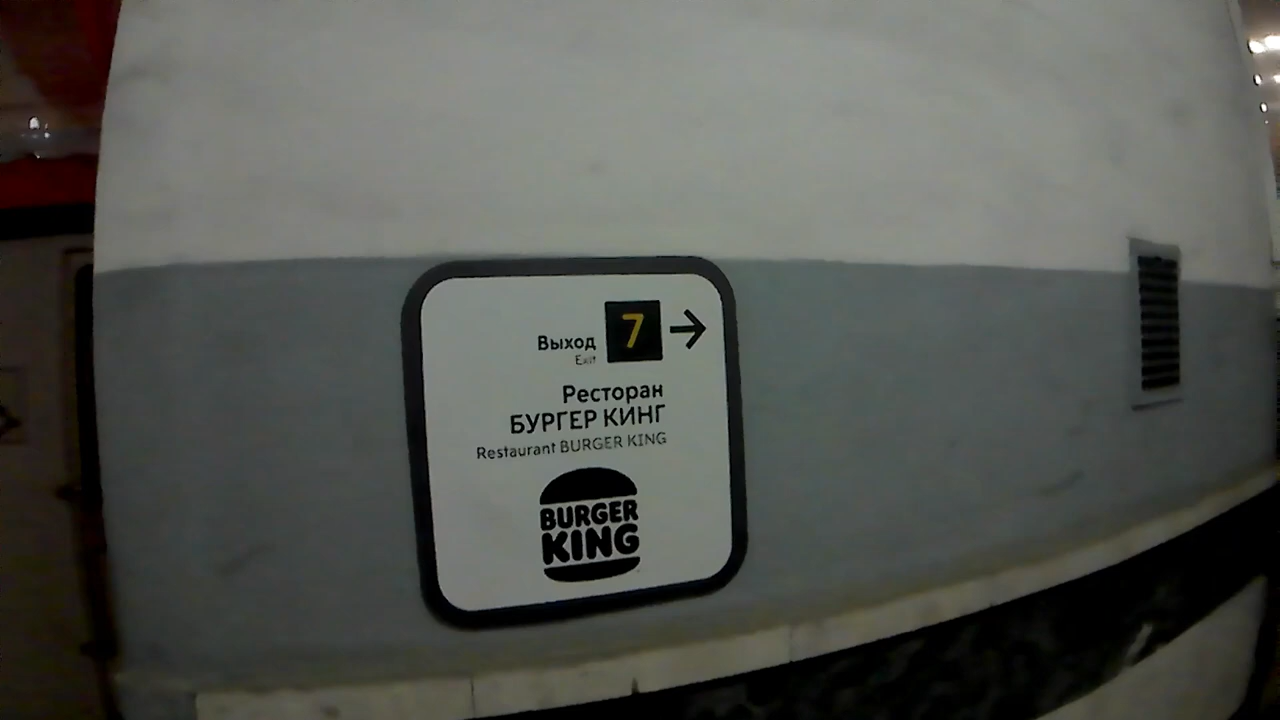 Выход 7 →
Exit
Ресторан
БУРГЕР КИНГ
Restaurant BURGER KING
BURGER
KING